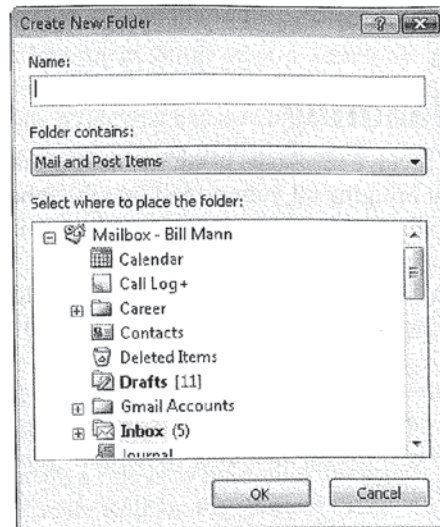 Create New Folder
Name:
Folder contains:
Mail and Post Items
Select where to place the folder:
Mailbox - Bill Mann
Calendar
Call Log+
Career
Contacts
Deleted Items
Drafts [11]
Gmail Accounts
Inbox (5)
Journal
OK
Cancel